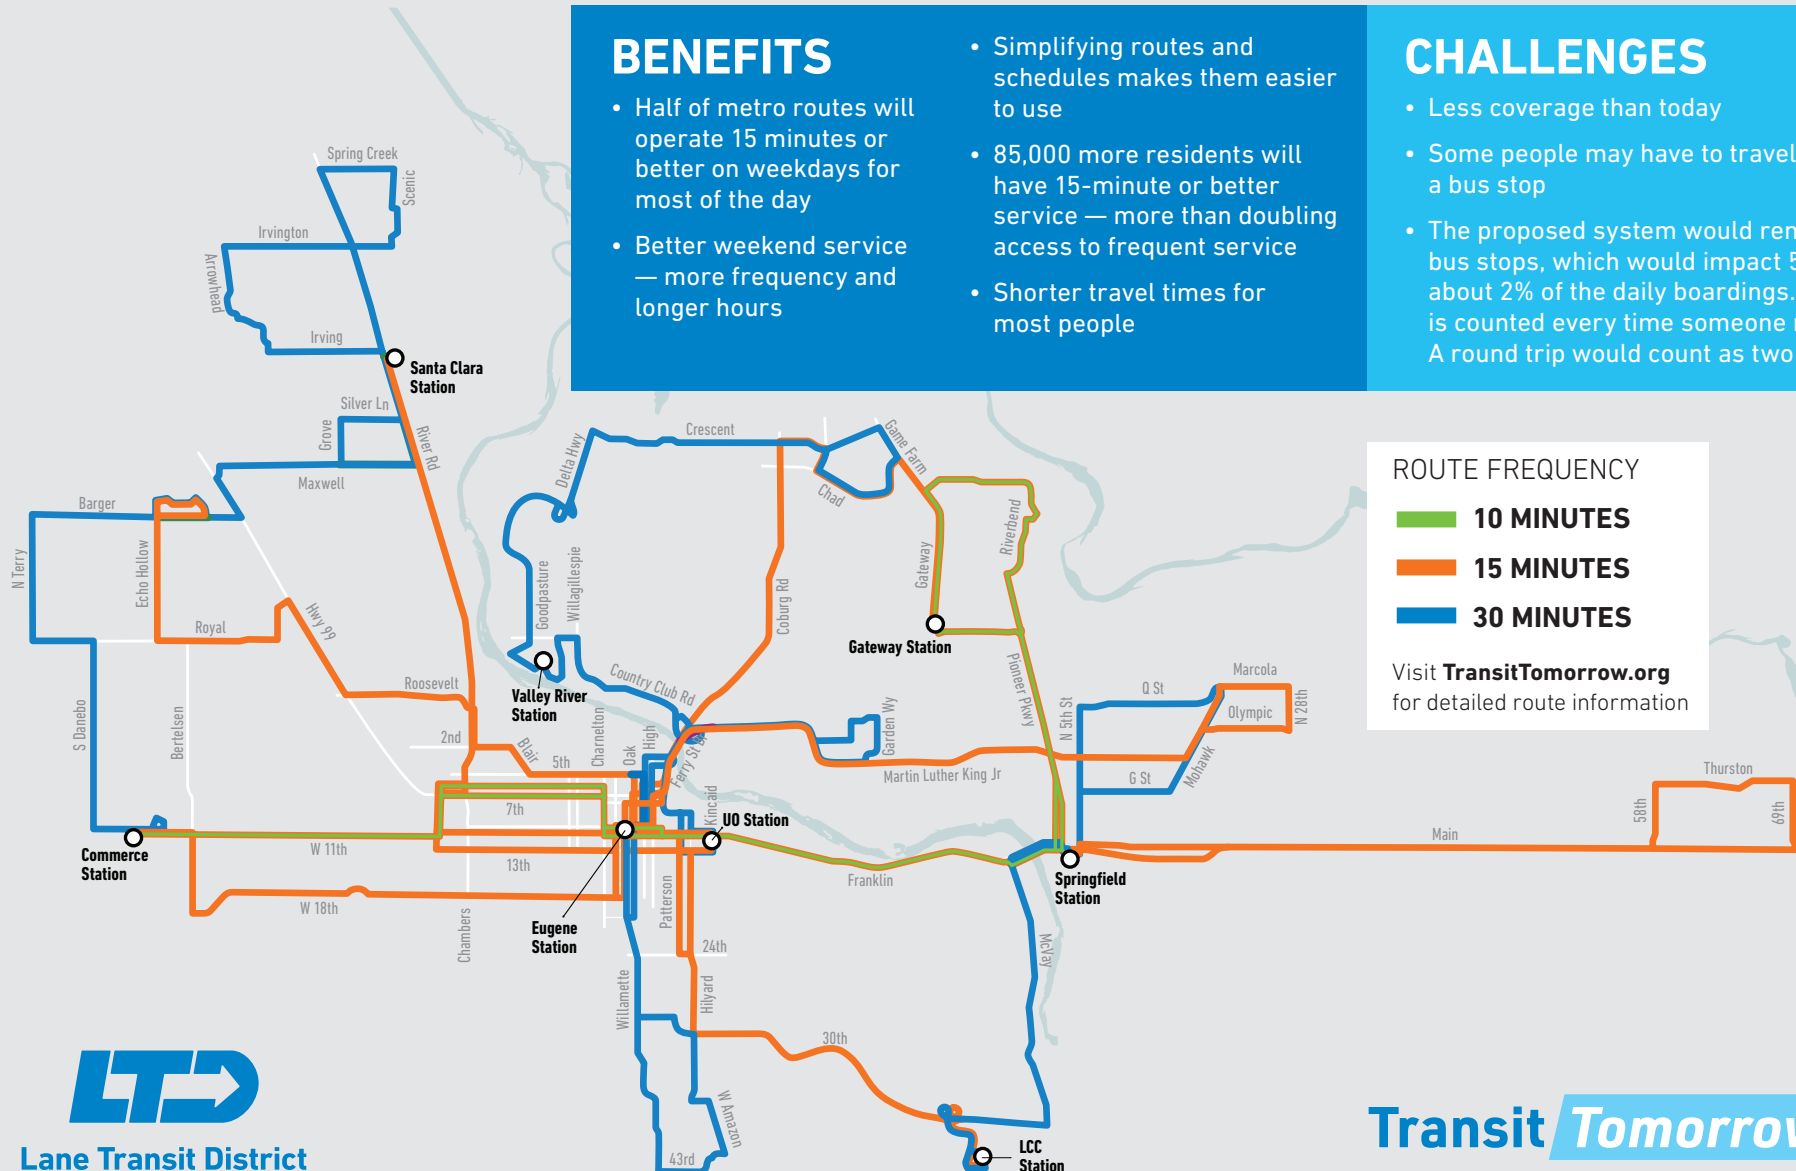 BENEFITS
• Half of metro routes will
operate 15 minutes or
better on weekdays for
most of the day
• Better weekend service
— more frequency and
longer hours
• Simplifying routes and
schedules makes them easier
to use
• 85,000 more residents will
have 15-minute or better
service — more than doubling
access to frequent service
• Shorter travel times for
most people
CHALLENGES
• Less coverage than today
• Some people may have to travel
a bus stop
• The proposed system would
bus stops, which would impact
about 2% of the daily boardings.
is counted every time someone
A round trip would count as two
ROUTE FREQUENCY
10 MINUTES
15 MINUTES
30 MINUTES
Visit TransitTomorrow.org
for detailed route information
Spring Creek
Scenic
Irvington
Arrowhead
Irving
Santa Clara
Station
Silver Ln
Grove
River Rd
Maxwell
Barger
N Terry
Echo Hollow
Royal
Hwy 99
Roosevelt
S Danebo
Bertelsen
2nd
Blair
5th
7th
Commerce
Station
W 11th
13th
W 18th
Chambers
Eugene
Station
Delta Hwy
Crescent
Game Farm
Chad
Goodpasture
Willagillespie
Valley River
Station
Country Club Rd
Coburg Rd
Gateway
Riverbend
Gateway Station
Pioneer Pkwy
Charnelton
Oak
High
Ferry St
Kincaid
UO Station
Garden Wy
Martin Luther King Jr
N 5th St
Q St
Marcola
Olympic
N 28th
G St
Mohawk
Franklin
Springfield
Station
Main
58th
Thurston
69th
Patterson
24th
Willamette
Hilyard
30th
McVay
W Amazon
43rd
LCC
Station
LTD
Lane Transit District
Transit Tomorrow